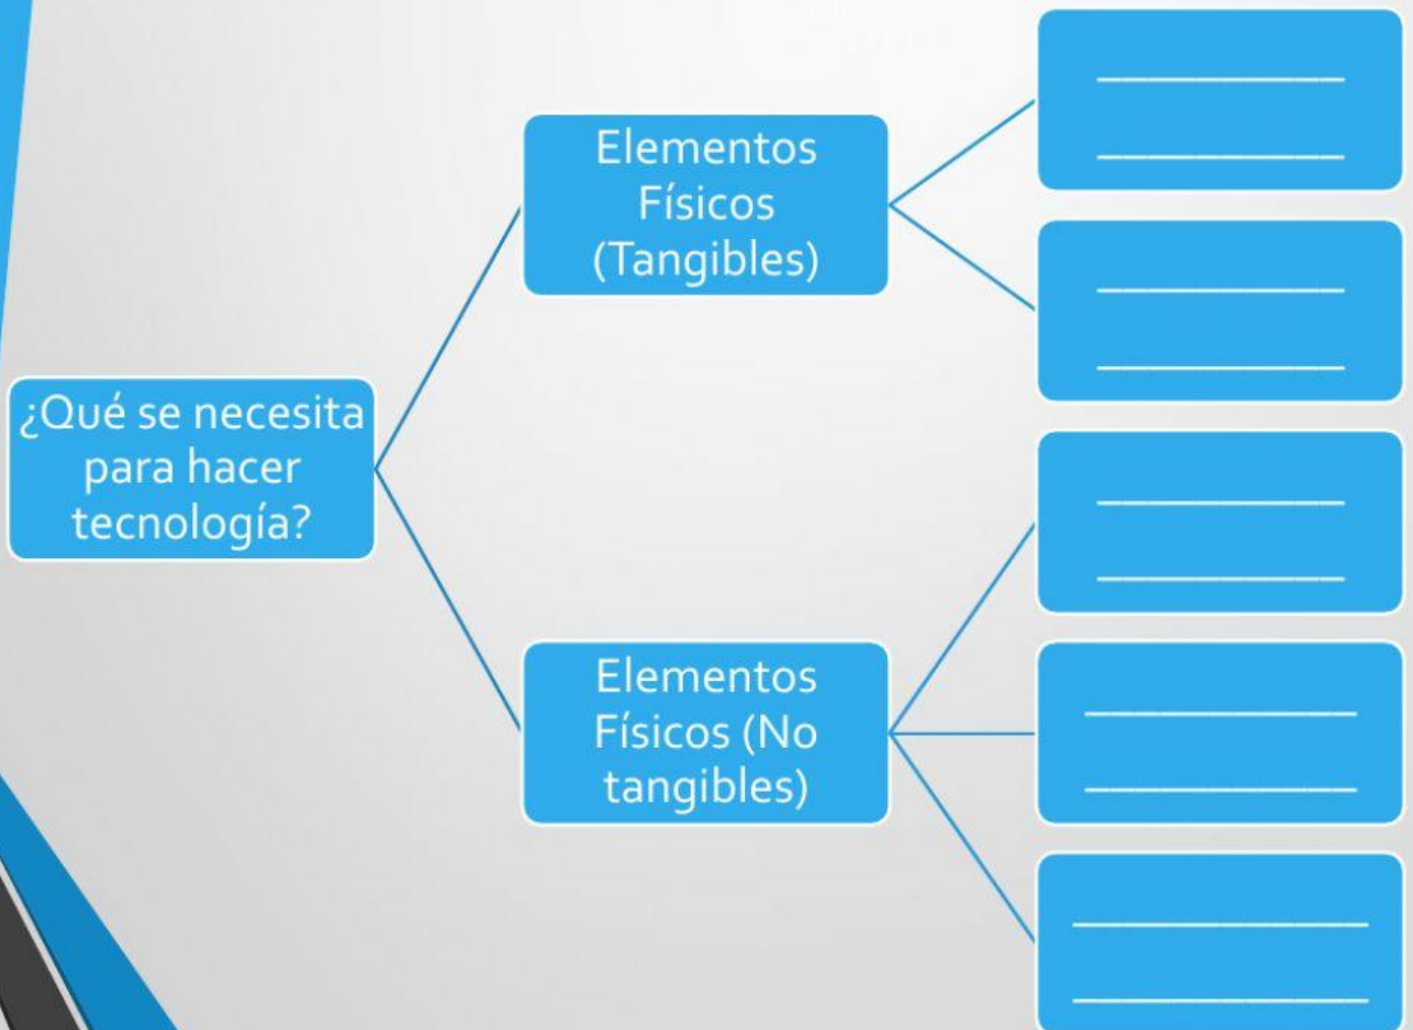 ¿Qué se necesita
para hacer
tecnología?
Elementos
Físicos
(Tangibles)
Elementos
Físicos (No
tangibles)